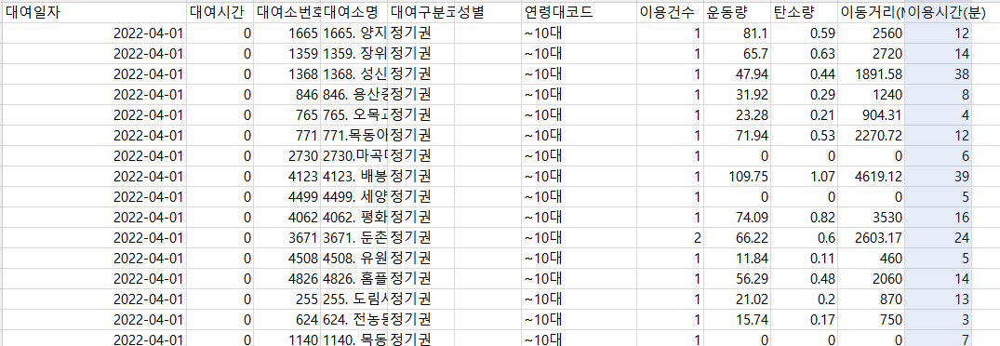 대여일자 대여시간 대여소번호 대여소명 대여구분코 성별 연령대코드 이용건수 운동량 탄소량 이동거리(M 이용시간(분)
2022-04-01 0 1665 1665. 양지 정기권 ~10대 1 81.1 0.59 2560 12
2022-04-01 0 1359 1359. 장위 정기권 ~10대 1 65.7 0.63 2720 14
2022-04-01 0 1368 1368. 성신 정기권 ~10대 1 47.94 0.44 1891.58 38
2022-04-01 0 846 846. 용산경 정기권 ~10대 1 31.92 0.29 1240 8
2022-04-01 0 765 765. 오목교 정기권 ~10대 1 23.28 0.21 904.31 4
2022-04-01 0 771 771.목동아 정기권 ~10대 1 71.94 0.53 2270.72 12
2022-04-01 0 2730 2730.마곡 정기권 ~10대 1 0 0 0 6
2022-04-01 0 4123 4123. 배봉 정기권 ~10대 1 109.75 1.07 4619.12 39
2022-04-01 0 4499 4499. 세양 정기권 ~10대 1 0 0 0 5
2022-04-01 0 4062 4062. 평화 정기권 ~10대 1 74.09 0.82 3530 16
2022-04-01 0 3671 3671. 둔촌 정기권 ~10대 2 66.22 0.6 2603.17 24
2022-04-01 0 4508 4508. 유원 정기권 ~10대 1 11.84 0.11 460 5
2022-04-01 0 4826 4826. 홈플 정기권 ~10대 1 56.29 0.48 2060 14
2022-04-01 0 255 255. 도림사 정기권 ~10대 1 21.02 0.2 870 13
2022-04-01 0 624 624. 전농동 정기권 ~10대 1 15.74 0.17 750 3
2022-04-01 0 1140 1140. 목동 정기권 ~10대 1 0 0 0 7